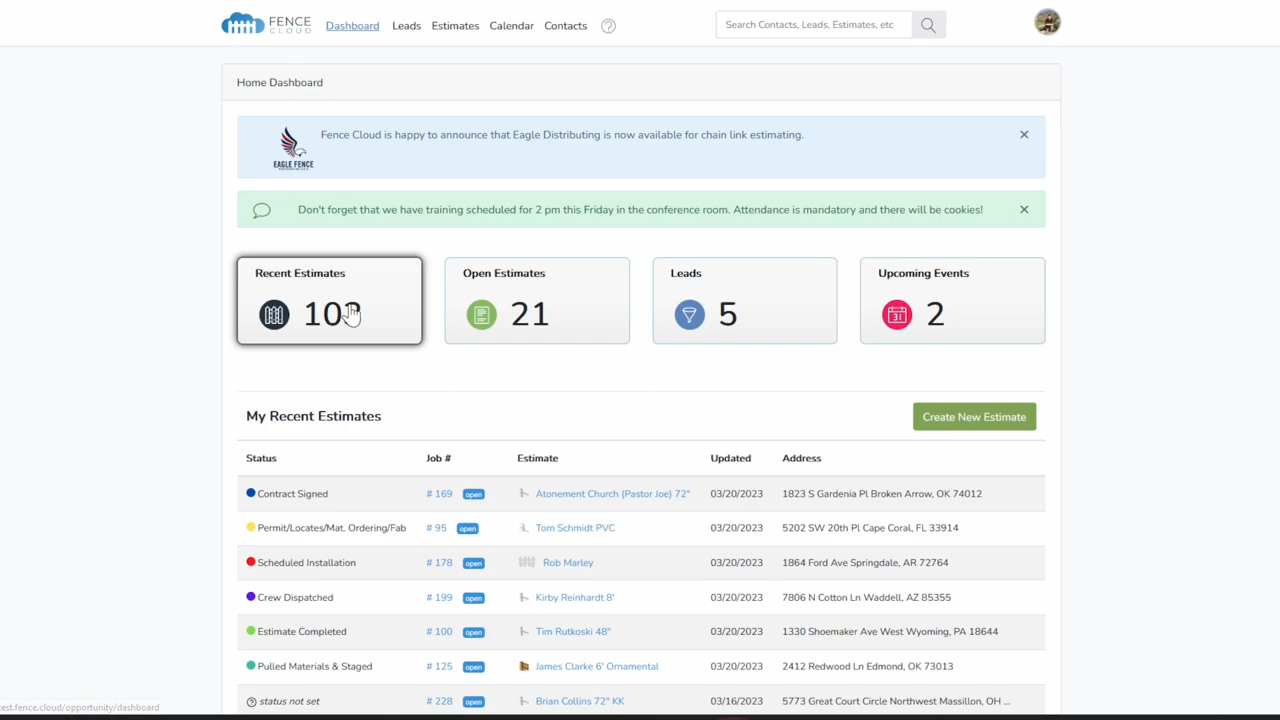 FENCE
CLOUD
Dashboard Leads Estimates Calendar Contacts ?
Search Contacts, Leads, Estimates, etc
Home Dashboard
Fence Cloud is happy to announce that Eagle Distributing is now available for chain link estimating.
EAGLE FENCE
Don't forget that we have training scheduled for 2 pm this Friday in the conference room. Attendance is mandatory and there will be cookies!
Recent Estimates
Open Estimates
21
Leads
5
Upcoming Events
31
2
My Recent Estimates
Create New Estimate
Status Job # Estimate Updated Address
Contract Signed # 169 open Atonement Church (Pastor Joe) 72" 03/20/2023 1823 S Gardenia Pl Broken Arrow, OK 74012
Permit/Locates/Mat. Ordering/Fab # 95 open Tom Schmidt PVC 03/20/2023 5202 SW 20th Pl Cape Coral, FL 33914
Scheduled Installation # 178 open Rob Marley 03/20/2023 1864 Ford Ave Springdale, AR 72764
Crew Dispatched # 199 open Kirby Reinhardt 8' 03/20/2023 7806 N Cotton Ln Waddell, AZ 85355
Estimate Completed # 100 open Tim Rutkoski 48" 03/20/2023 1330 Shoemaker Ave West Wyoming, PA 18644
Pulled Materials & Staged # 125 open James Clarke 6' Ornamental 03/20/2023 2412 Redwood Ln Edmond, OK 73013
? status not set # 228 open Brian Collins 72" KK 03/16/2023 5773 Great Court Circle Northwest Massillon, OH ...
test.fence.cloud/opportunity/dashboard